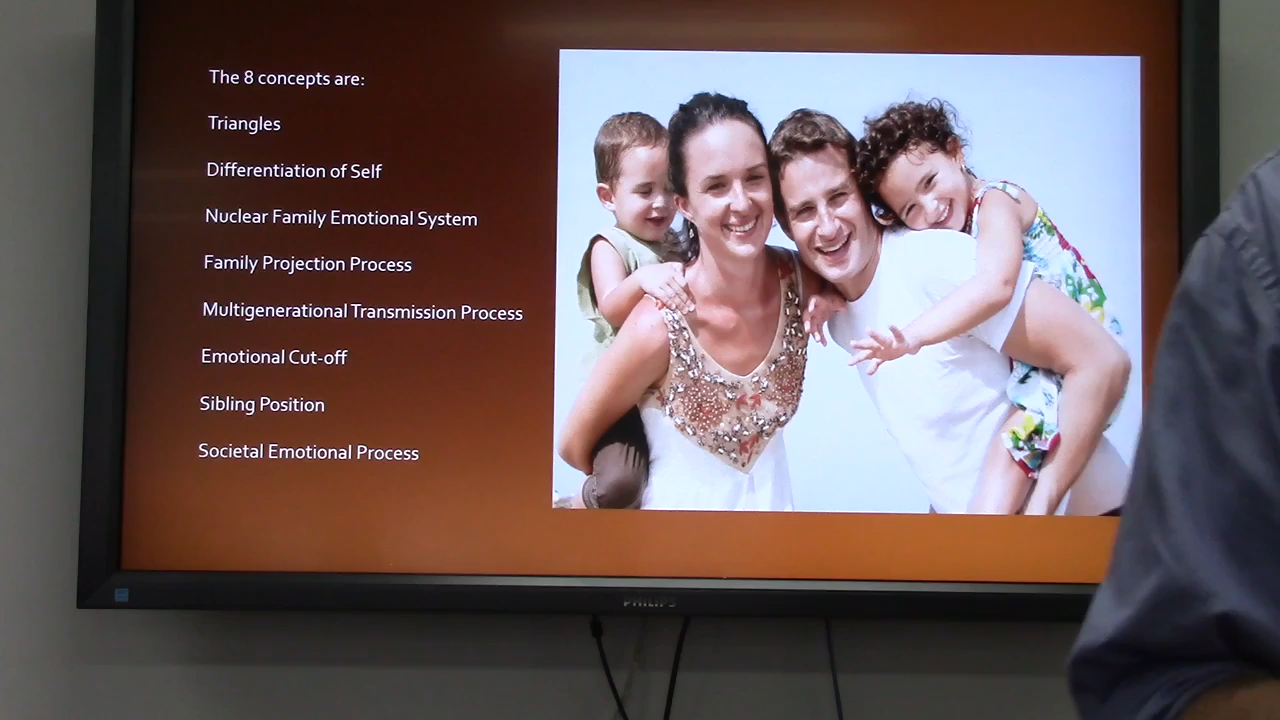 The 8 concepts are:
Triangles
Differentiation of Self
Nuclear Family Emotional System
Family Projection Process
Multigenerational Transmission Process
Emotional Cut-off
Sibling Position
Societal Emotional Process
PHILIPS